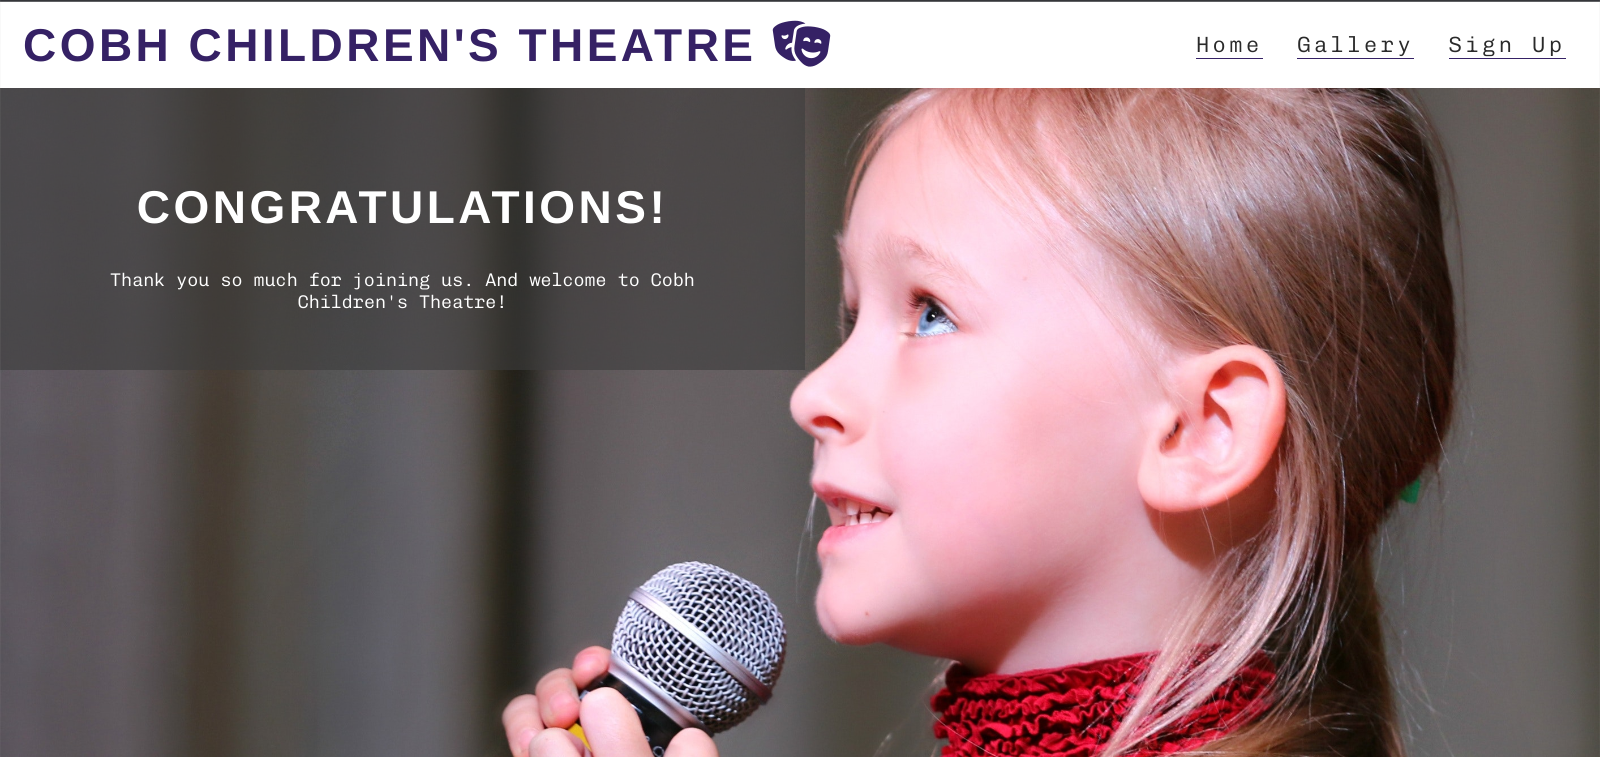 COBH CHILDREN'S THEATRE
Home Gallery Sign Up
CONGRATULATIONS!
Thank you so much for joining us. And welcome to Cobh
Children's Theatre!